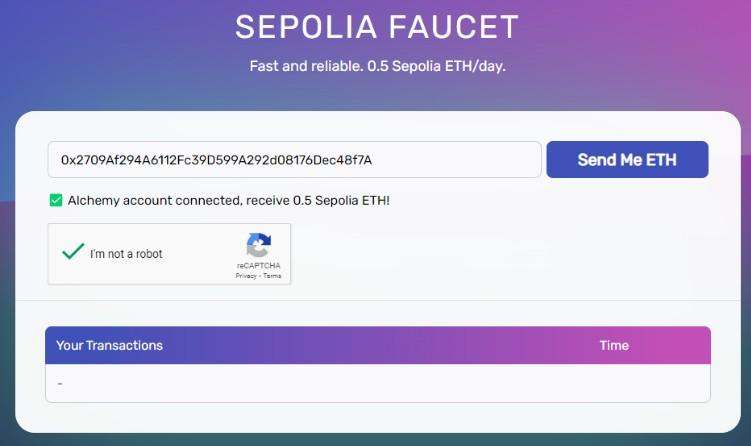 SEPOLIA FAUCET
Fast and reliable. 0.5 Sepolia ETH/day.
0x2709Af294A6112Fc39D599A292d08176Dec48f7A
Send Me ETH
Alchemy account connected, receive 0.5 Sepolia ETH!
I'm not a robot
reCAPTCHA
Privacy - Terms
Your Transactions
Time
-